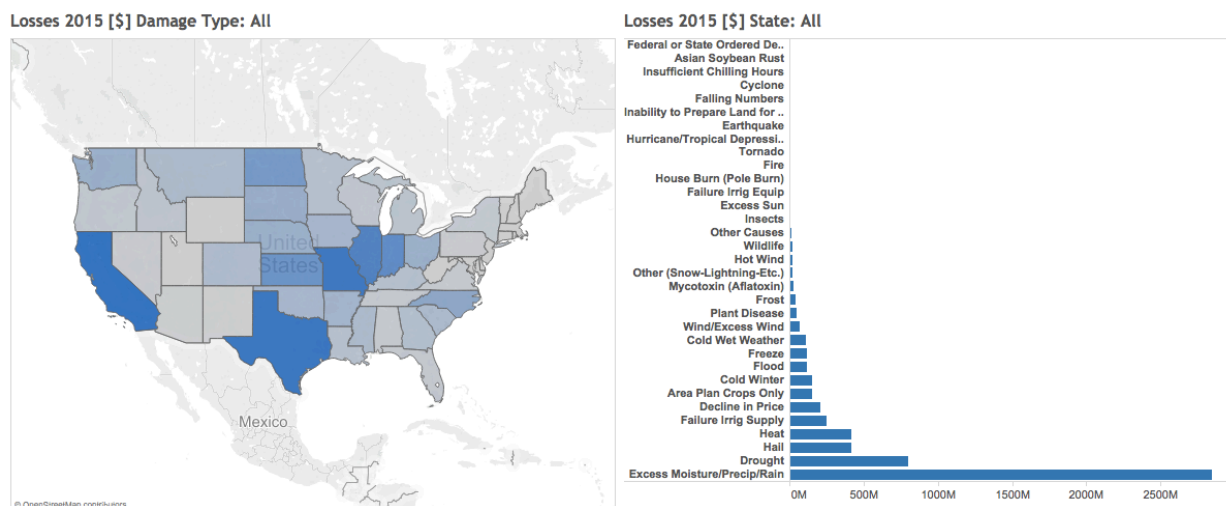 Losses 2015 [$] Damage Type: All
United
States
Mexico
© OpenStreetMap contributors
Losses 2015 [$] State: All
Federal or State Ordered De..
Asian Soybean Rust
Insufficient Chilling Hours
Cyclone
Falling Numbers
Inability to Prepare Land for ..
Earthquake
Hurricane/Tropical Depressi..
Tornado
Fire
House Burn (Pole Burn)
Failure Irrig Equip
Excess Sun
Insects
Other Causes
Wildlife
Hot Wind
Other (Snow-Lightning-Etc.)
Mycotoxin (Aflatoxin)
Frost
Plant Disease
Wind/Excess Wind
Cold Wet Weather
Freeze
Flood
Cold Winter
Area Plan Crops Only
Decline in Price
Failure Irrig Supply
Heat
Hail
Drought
Excess Moisture/Precip/Rain
0M 500M 1000M 1500M 2000M 2500M